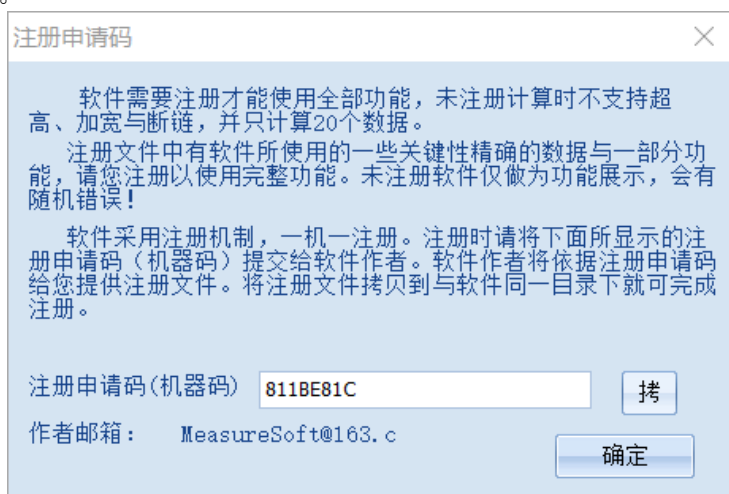 注册申请码
软件需要注册才能使用全部功能，未注册计算时不支持超
高、加宽与断链，并只计算20个数据。
注册文件中有软件所使用的一些关键性精确的数据与一部分功
能，请您注册以使用完整功能。未注册软件仅做为功能展示，会有
随机错误!
软件采用注册机制，一机一注册。注册时请将下面所显示的注
册申请码（机器码）提交给软件作者。软件作者将依据注册申请码
给您提供注册文件。将注册文件拷贝到与软件同一目录下就可完成
注册。
注册申请码(机器码) 811BE81C 拷
作者邮箱： MeasureSoft@163.c
确定